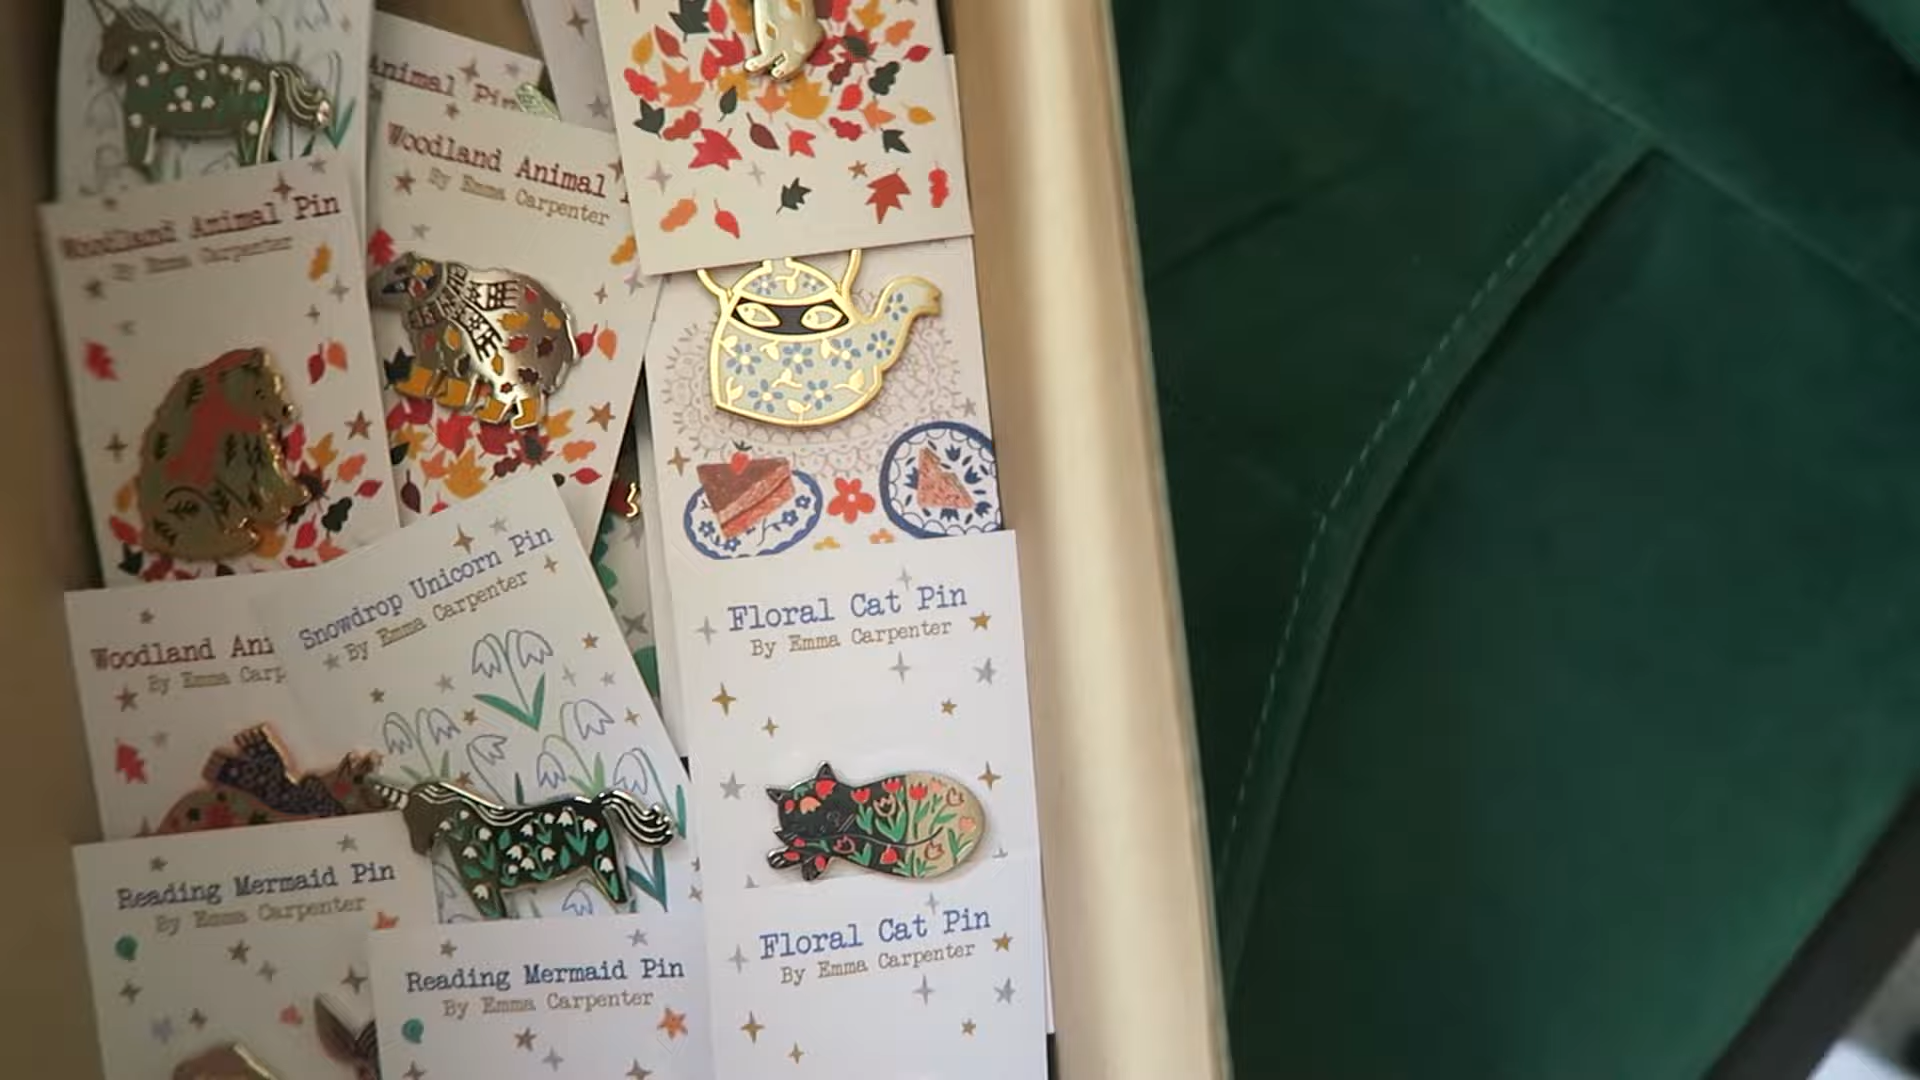 Animal Pin
Woodland Animal
By Emma Carpenter
Woodland Animal Pin
By Emma Carpenter
Snowdrop Unicorn Pin
By Emma Carpenter
Floral Cat Pin
By Emma Carpenter
Woodland Ani
By Emma Carp
Reading Mermaid Pin
By Emma Carpenter
Floral Cat Pin
By Emma Carpenter
Reading Mermaid Pin
By Emma Carpenter